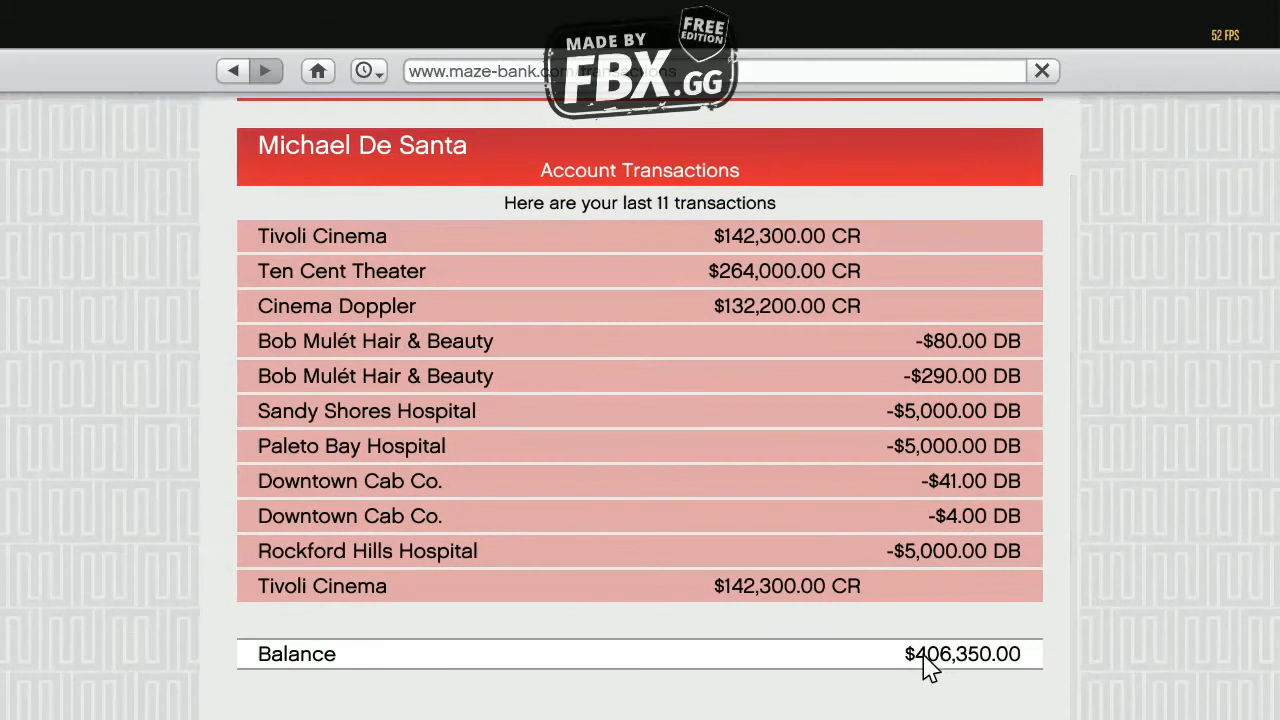 52 FPS
MADE BY
FREE
EDITION
FBX.GG
www.maze-bank.com/transactions
Michael De Santa
Account Transactions
Here are your last 11 transactions
Tivoli Cinema $142,300.00 CR
Ten Cent Theater $264,000.00 CR
Cinema Doppler $132,200.00 CR
Bob Mulét Hair & Beauty -$80.00 DB
Bob Mulét Hair & Beauty -$290.00 DB
Sandy Shores Hospital -$5,000.00 DB
Paleto Bay Hospital -$5,000.00 DB
Downtown Cab Co. -$41.00 DB
Downtown Cab Co. -$4.00 DB
Rockford Hills Hospital -$5,000.00 DB
Tivoli Cinema $142,300.00 CR
Balance $406,350.00